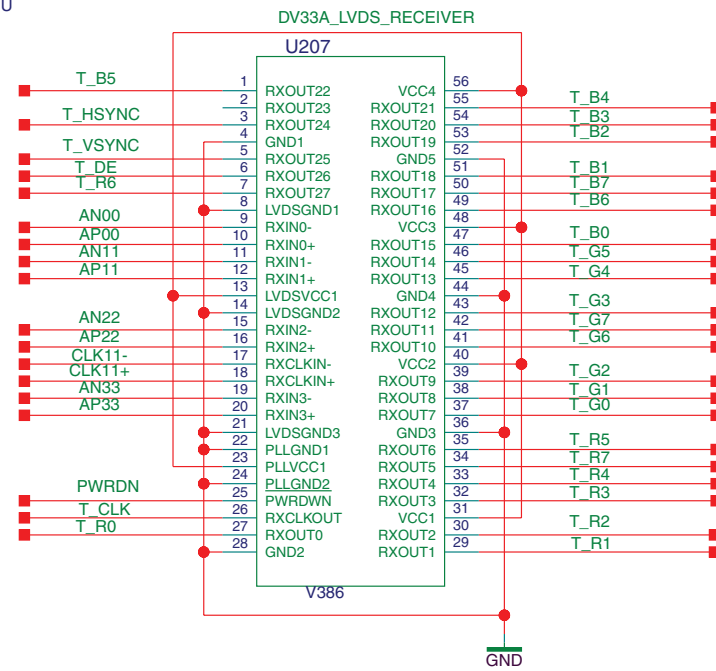 U
DV33A_LVDS_RECEIVER
U207
T_B5 1 RXOUT22 VCC4 56
2 RXOUT23 RXOUT21 55 T_B4
T_HSYNC 3 RXOUT24 RXOUT20 54 T_B3
4 GND1 RXOUT19 53 T_B2
T_VSYNC 5 RXOUT25 GND5 52
T_DE 6 RXOUT26 RXOUT18 51 T_B1
T_R6 7 RXOUT27 RXOUT17 50 T_B7
8 LVDSGND1 RXOUT16 49 T_B6
AN00 9 RXIN0- VCC3 48
AP00 10 RXIN0+ RXOUT15 47 T_B0
AN11 11 RXIN1- RXOUT14 46 T_G5
AP11 12 RXIN1+ RXOUT13 45 T_G4
13 LVDSVCC1 GND4 44
14 LVDSGND2 RXOUT12 43 T_G3
AN22 15 RXIN2- RXOUT11 42 T_G7
AP22 16 RXIN2+ RXOUT10 41 T_G6
CLK11- 17 RXCLKIN- VCC2 40
CLK11+ 18 RXCLKIN+ RXOUT9 39 T_G2
AN33 19 RXIN3- RXOUT8 38 T_G1
AP33 20 RXIN3+ RXOUT7 37 T_G0
21 LVDSGND3 GND3 36
22 PLLGND1 RXOUT6 35 T_R5
23 PLLVCC1 RXOUT5 34 T_R7
24 PLLGND2 RXOUT4 33 T_R4
PWRDN 25 PWRDWN RXOUT3 32 T_R3
T_CLK 26 RXCLKOUT VCC1 31
T_R0 27 RXOUT0 RXOUT2 30 T_R2
28 GND2 RXOUT1 29 T_R1
V386
GND